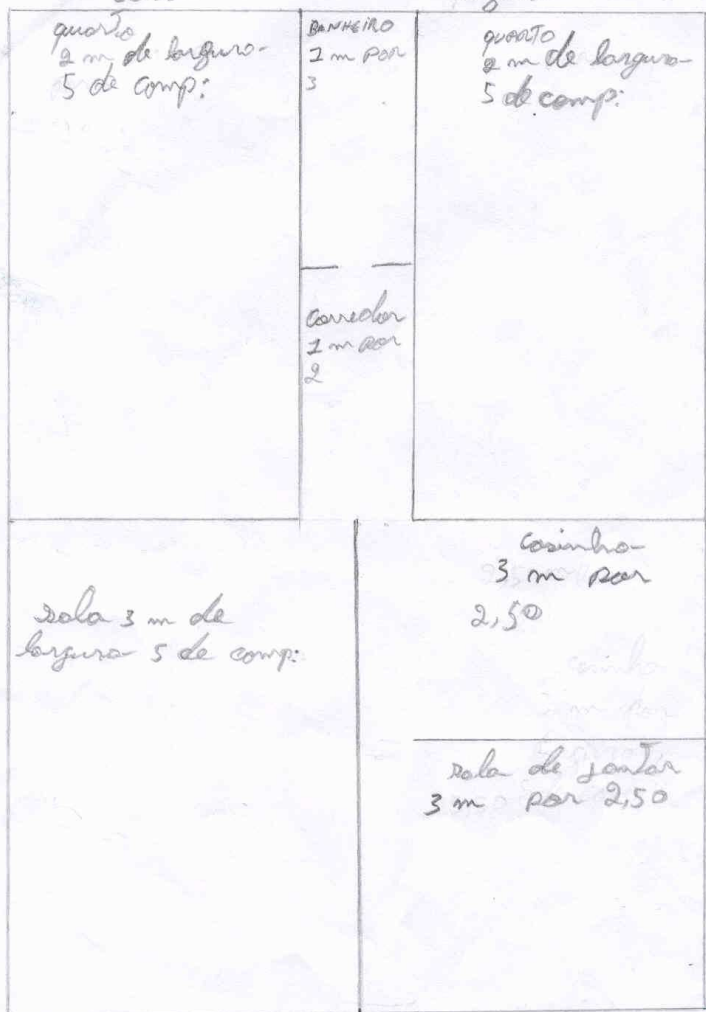 quarto
2 m de largura
5 de comp:
BANHEIRO
1 m POR
3
quarto
2 m de largura
5 de comp:
Corredor
1 m por
2
sala 3 m de
largura 5 de comp:
Cosinha
3 m por
2,50
sala de jantar
3 m por 2,50